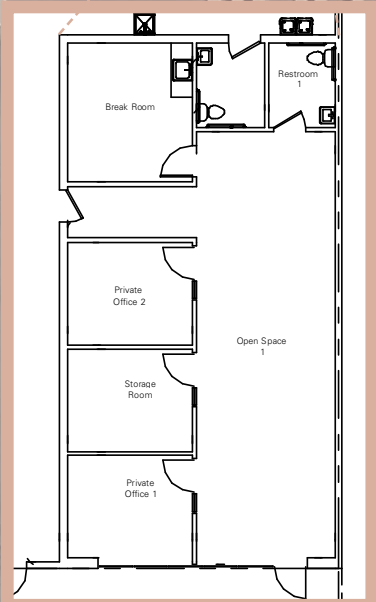 Restroom
1
Break Room
Private
Office 2
Open Space
1
Storage
Room
Private
Office 1